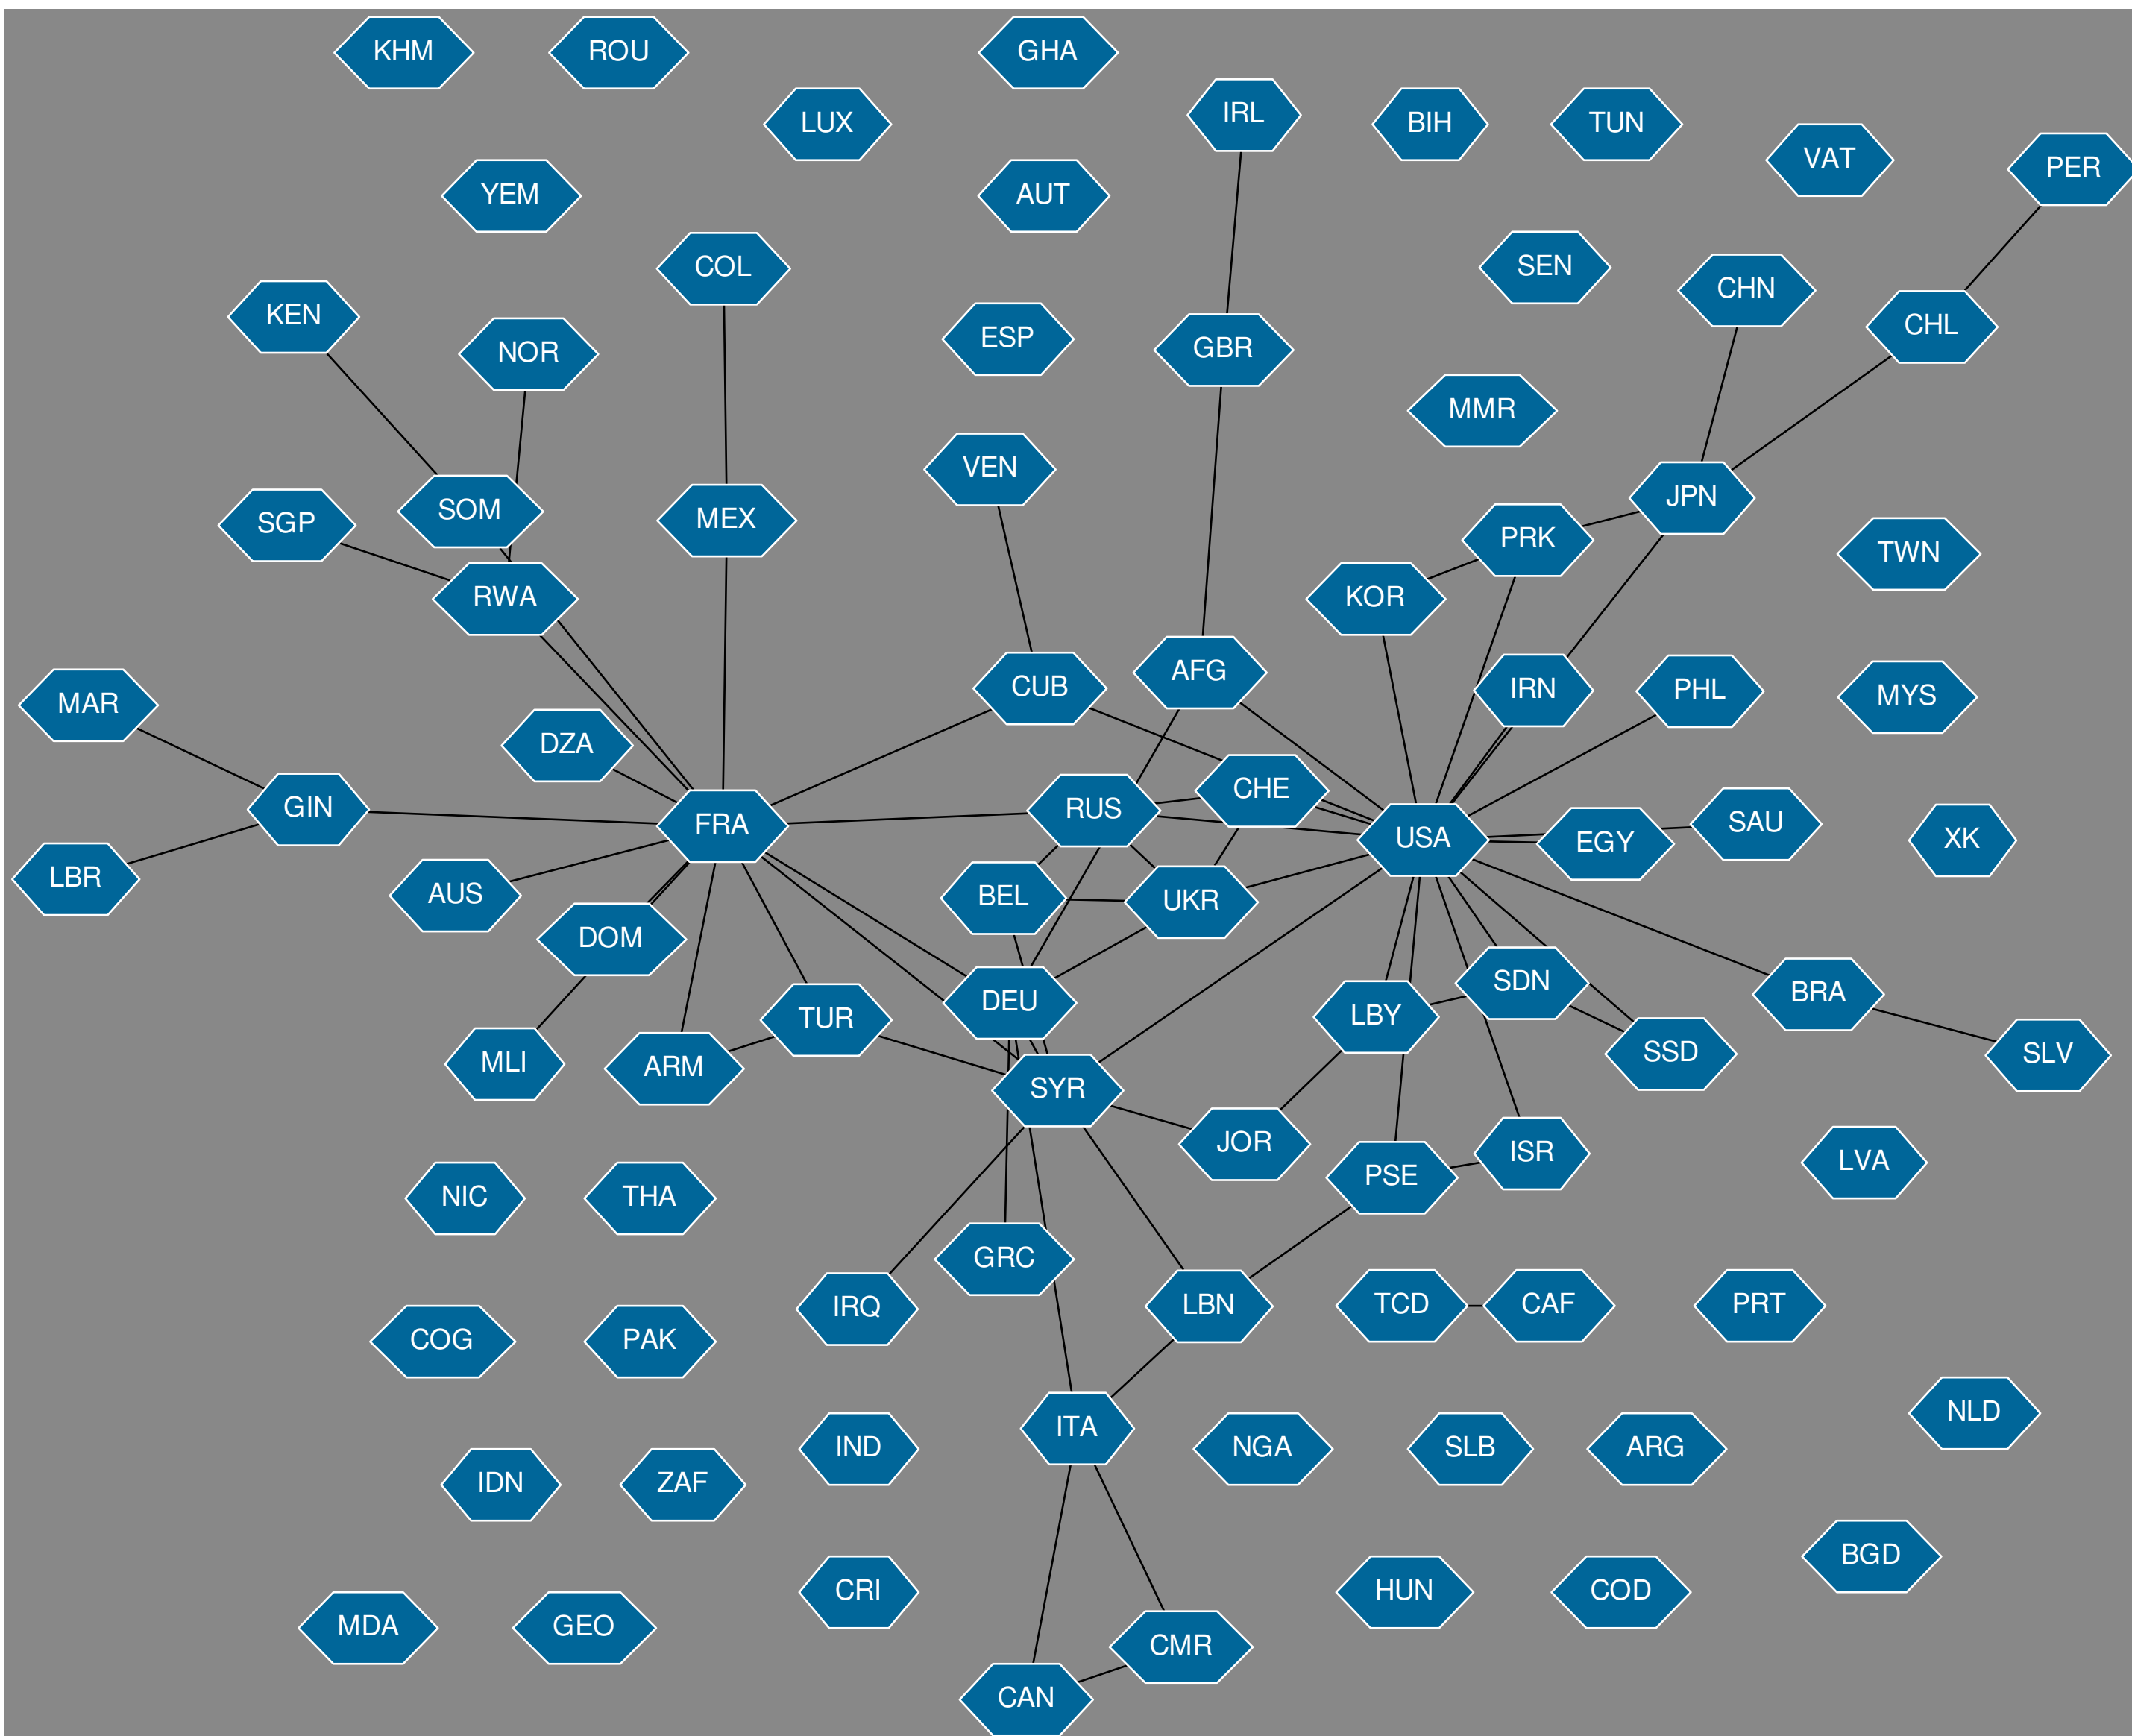 KHM
ROU
GHA
LUX
IRL
BIH
TUN
VAT
PER
YEM
AUT
COL
SEN
CHN
KEN
NOR
ESP
GBR
CHL
MMR
VEN
JPN
SGP
SOM
MEX
PRK
TWN
RWA
KOR
CUB
AFG
IRN
PHL
MYS
MAR
DZA
GIN
FRA
RUS
CHE
USA
EGY
SAU
XK
LBR
AUS
BEL
UKR
DOM
DEU
TUR
LBY
SDN
BRA
SSD
SLV
MLI
ARM
SYR
JOR
PSE
ISR
LVA
NIC
THA
GRC
IRQ
LBN
TCD
CAF
PRT
COG
PAK
ITA
NLD
IND
NGA
SLB
ARG
IDN
ZAF
BGD
CRI
HUN
COD
MDA
GEO
CMR
CAN